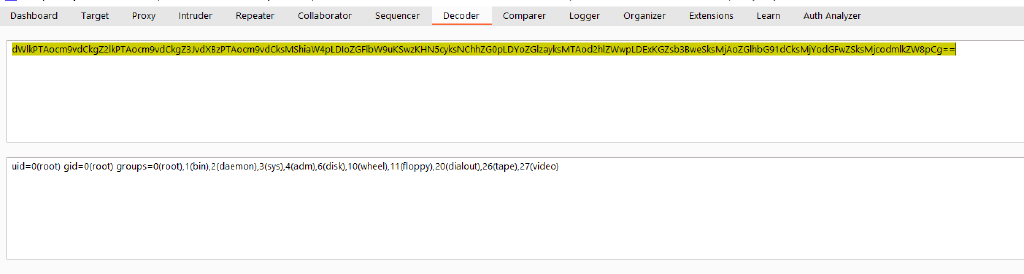 Dashboard Target Proxy Intruder Repeater Collaborator Sequencer Decoder Comparer Logger Organizer Extensions Learn Auth Analyzer
dWlkPTAocm9vdCkgZ2lkPTAocm9vdCkgZ3JvdXBzPTAocm9vdCksMShiaW4pLDIoZGFlbW9uKSwzKHN5cyksNChhZG0pLDYoZGlzayksMTAod2hlZWwpLDExKGZsb3BweSksMjAoZGlhbG91dCksMjYodGFwZSksMjcodmlkZW8pCg==
uid=0(root) gid=0(root) groups=0(root),1(bin),2(daemon),3(sys),4(adm),6(disk),10(wheel),11(floppy),20(dialout),26(tape),27(video)